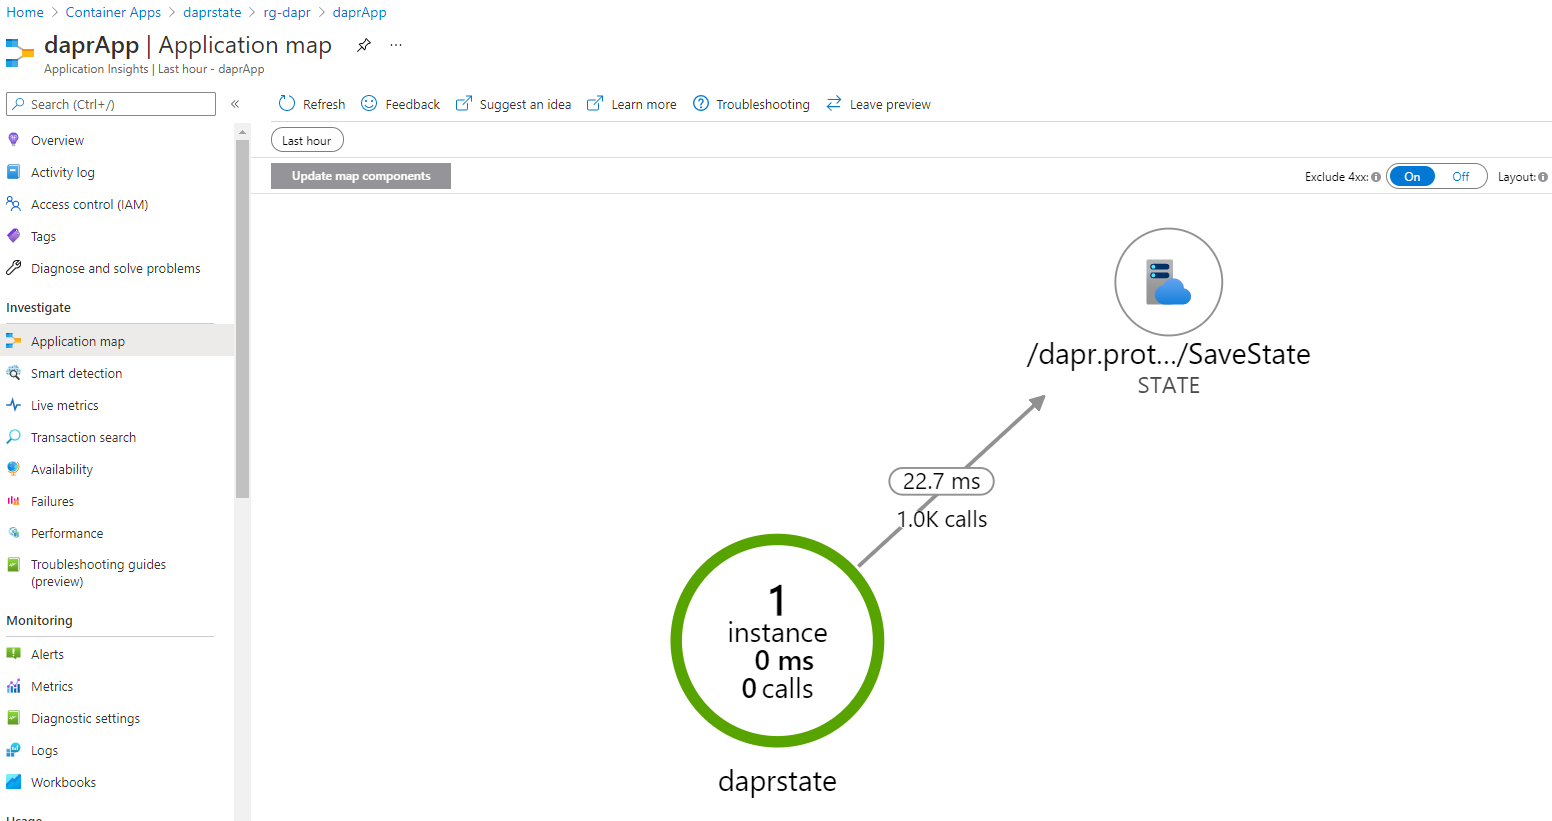 Home > Container Apps > daprstate > rg-dapr > daprApp
daprApp | Application map ...
Application Insights | Last hour - daprApp
Search (Ctrl+/) «
Refresh Feedback Suggest an idea Learn more Troubleshooting Leave preview
Last hour
Update map components
Exclude 4xx: On Off Layout:
Overview
Activity log
Access control (IAM)
Tags
Diagnose and solve problems
Investigate
Application map
Smart detection
Live metrics
Transaction search
Availability
Failures
Performance
Troubleshooting guides
(preview)
Monitoring
Alerts
Metrics
Diagnostic settings
Logs
Workbooks
Usage
/dapr.prot.../SaveState
STATE
22.7 ms
1.0K calls
1
instance
0 ms
0 calls
daprstate